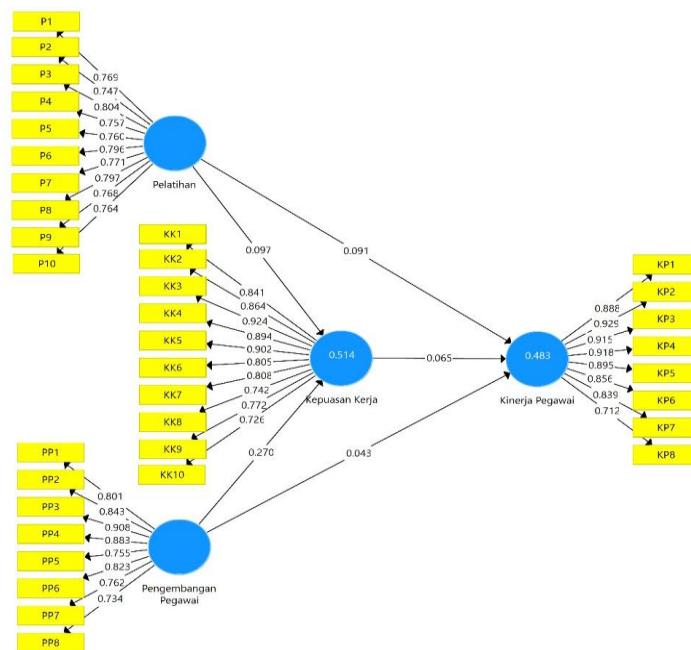 P1
P2
P3
P4
P5
P6
P7
P8
P9
P10
0.769
0.747
0.804
0.757
0.760
0.796
0.771
0.797
0.768
0.764
Pelatihan
0.097
0.091
KK1
KK2
KK3
KK4
KK5
KK6
KK7
KK8
KK9
KK10
0.841
0.864
0.924
0.894
0.902
0.805
0.808
0.742
0.772
0.726
0.514
Kepuasan Kerja
0.065
0.483
Kinerja Pegawai
0.888
0.929
0.915
0.918
0.895
0.856
0.839
0.712
KP1
KP2
KP3
KP4
KP5
KP6
KP7
KP8
0.270
0.043
PP1
PP2
PP3
PP4
PP5
PP6
PP7
PP8
0.801
0.843
0.908
0.883
0.755
0.823
0.762
0.734
Pengembangan
Pegawai